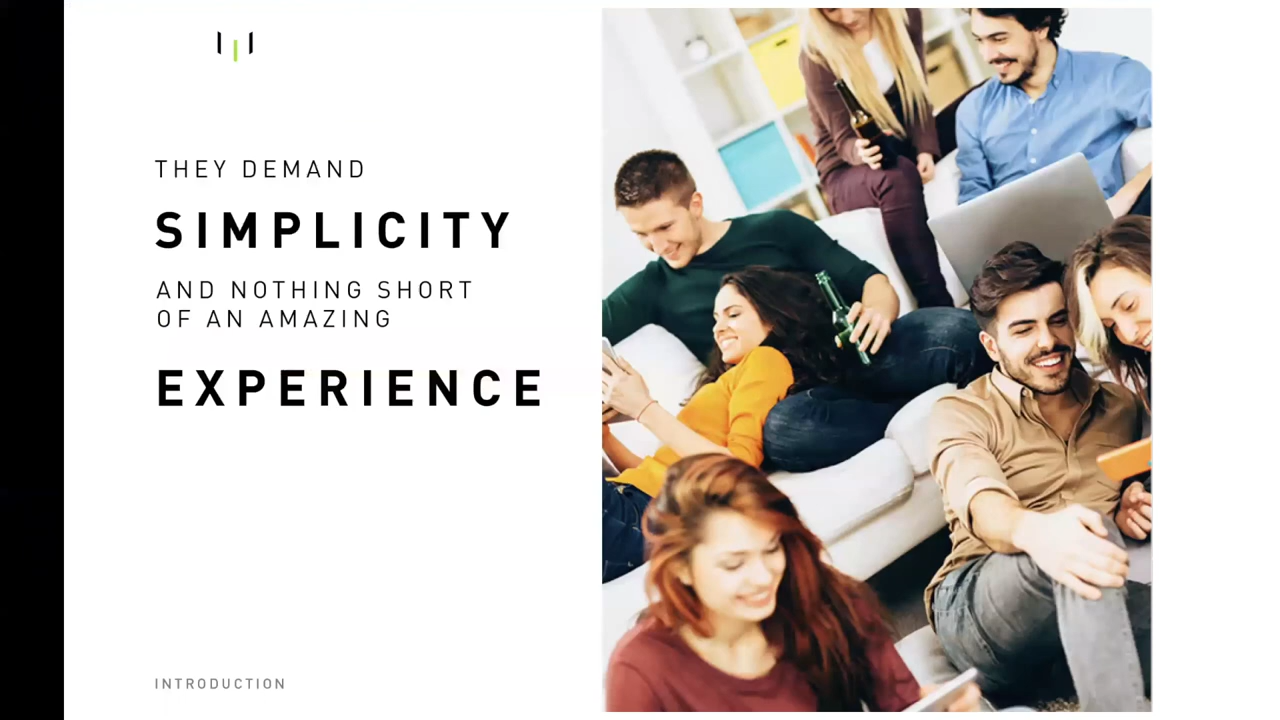 THEY DEMAND
SIMPLICITY
AND NOTHING SHORT
OF AN AMAZING
EXPERIENCE
INTRODUCTION